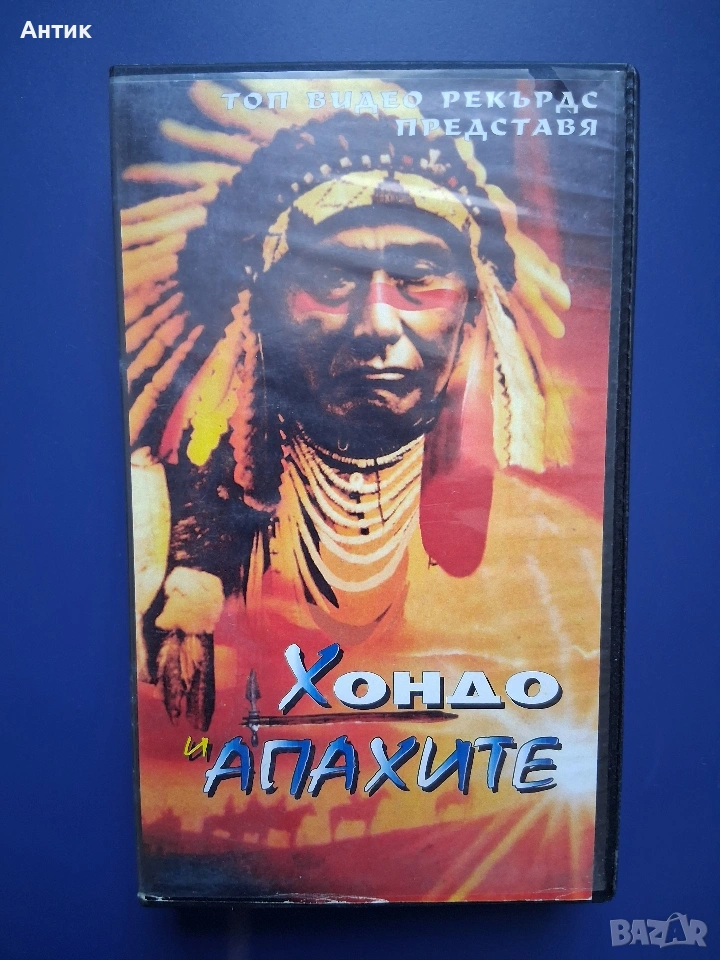 Антик
ТОП ВИДЕО РЕКЪРДС
ПРЕДСТАВЯ
ХОНДО
И АПАХИТЕ
BAZAR